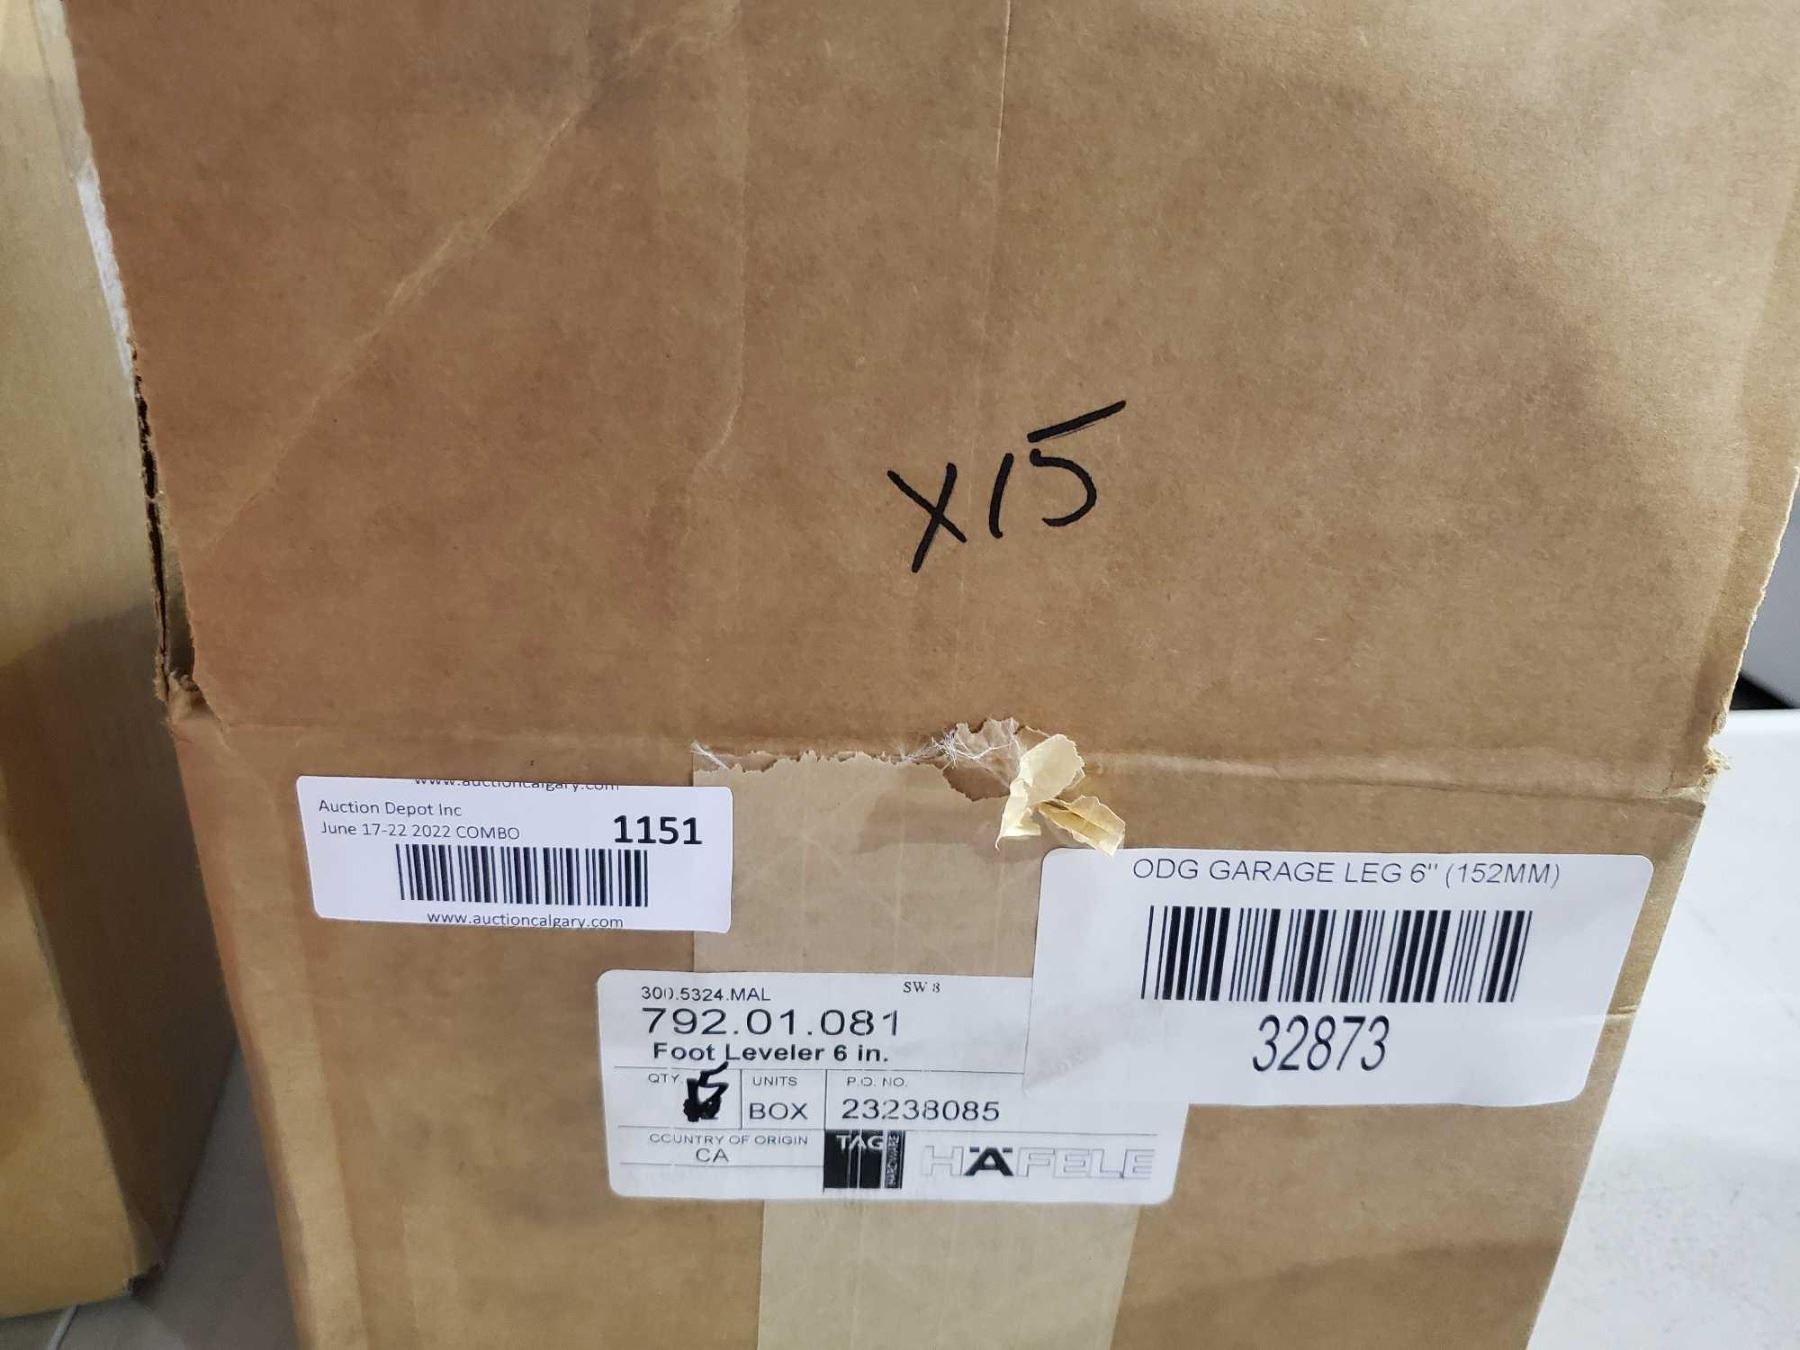 X15
www.auctioncalgary.com
Auction Depot Inc
June 17-22 2022 COMBO
1151
www.auctioncalgary.com
ODG GARAGE LEG 6" (152MM)
32873
300.5324.MAL
SW 8
792.01.081
Foot Leveler 6 in.
QTY.
5
UNITS
BOX
P.O. NO.
23238085
COUNTRY OF ORIGIN
CA
TAG
HARDWARE
HÄFELE